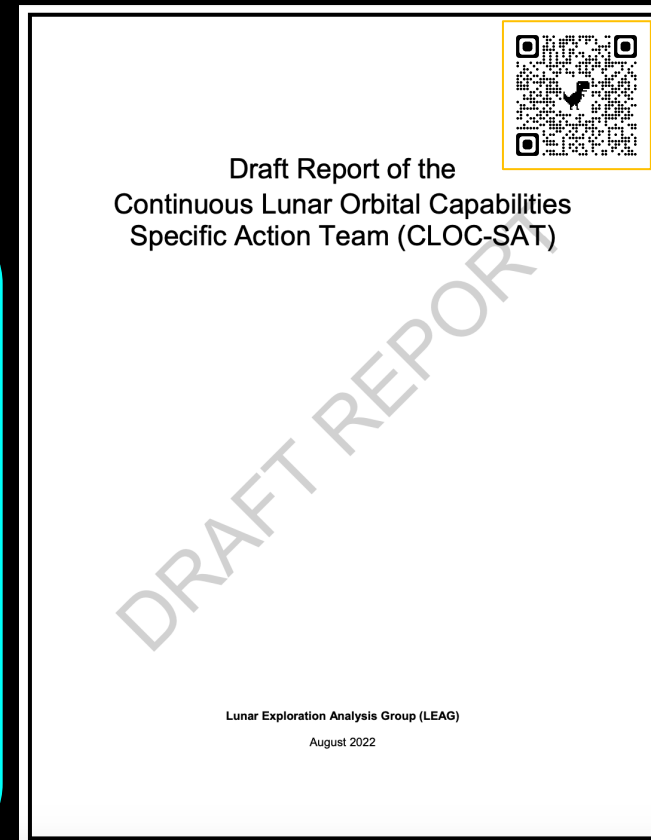 Draft Report of the
Continuous Lunar Orbital Capabilities
Specific Action Team (CLOC-SAT)
DRAFT REPORT
Lunar Exploration Analysis Group (LEAG)
August 2022